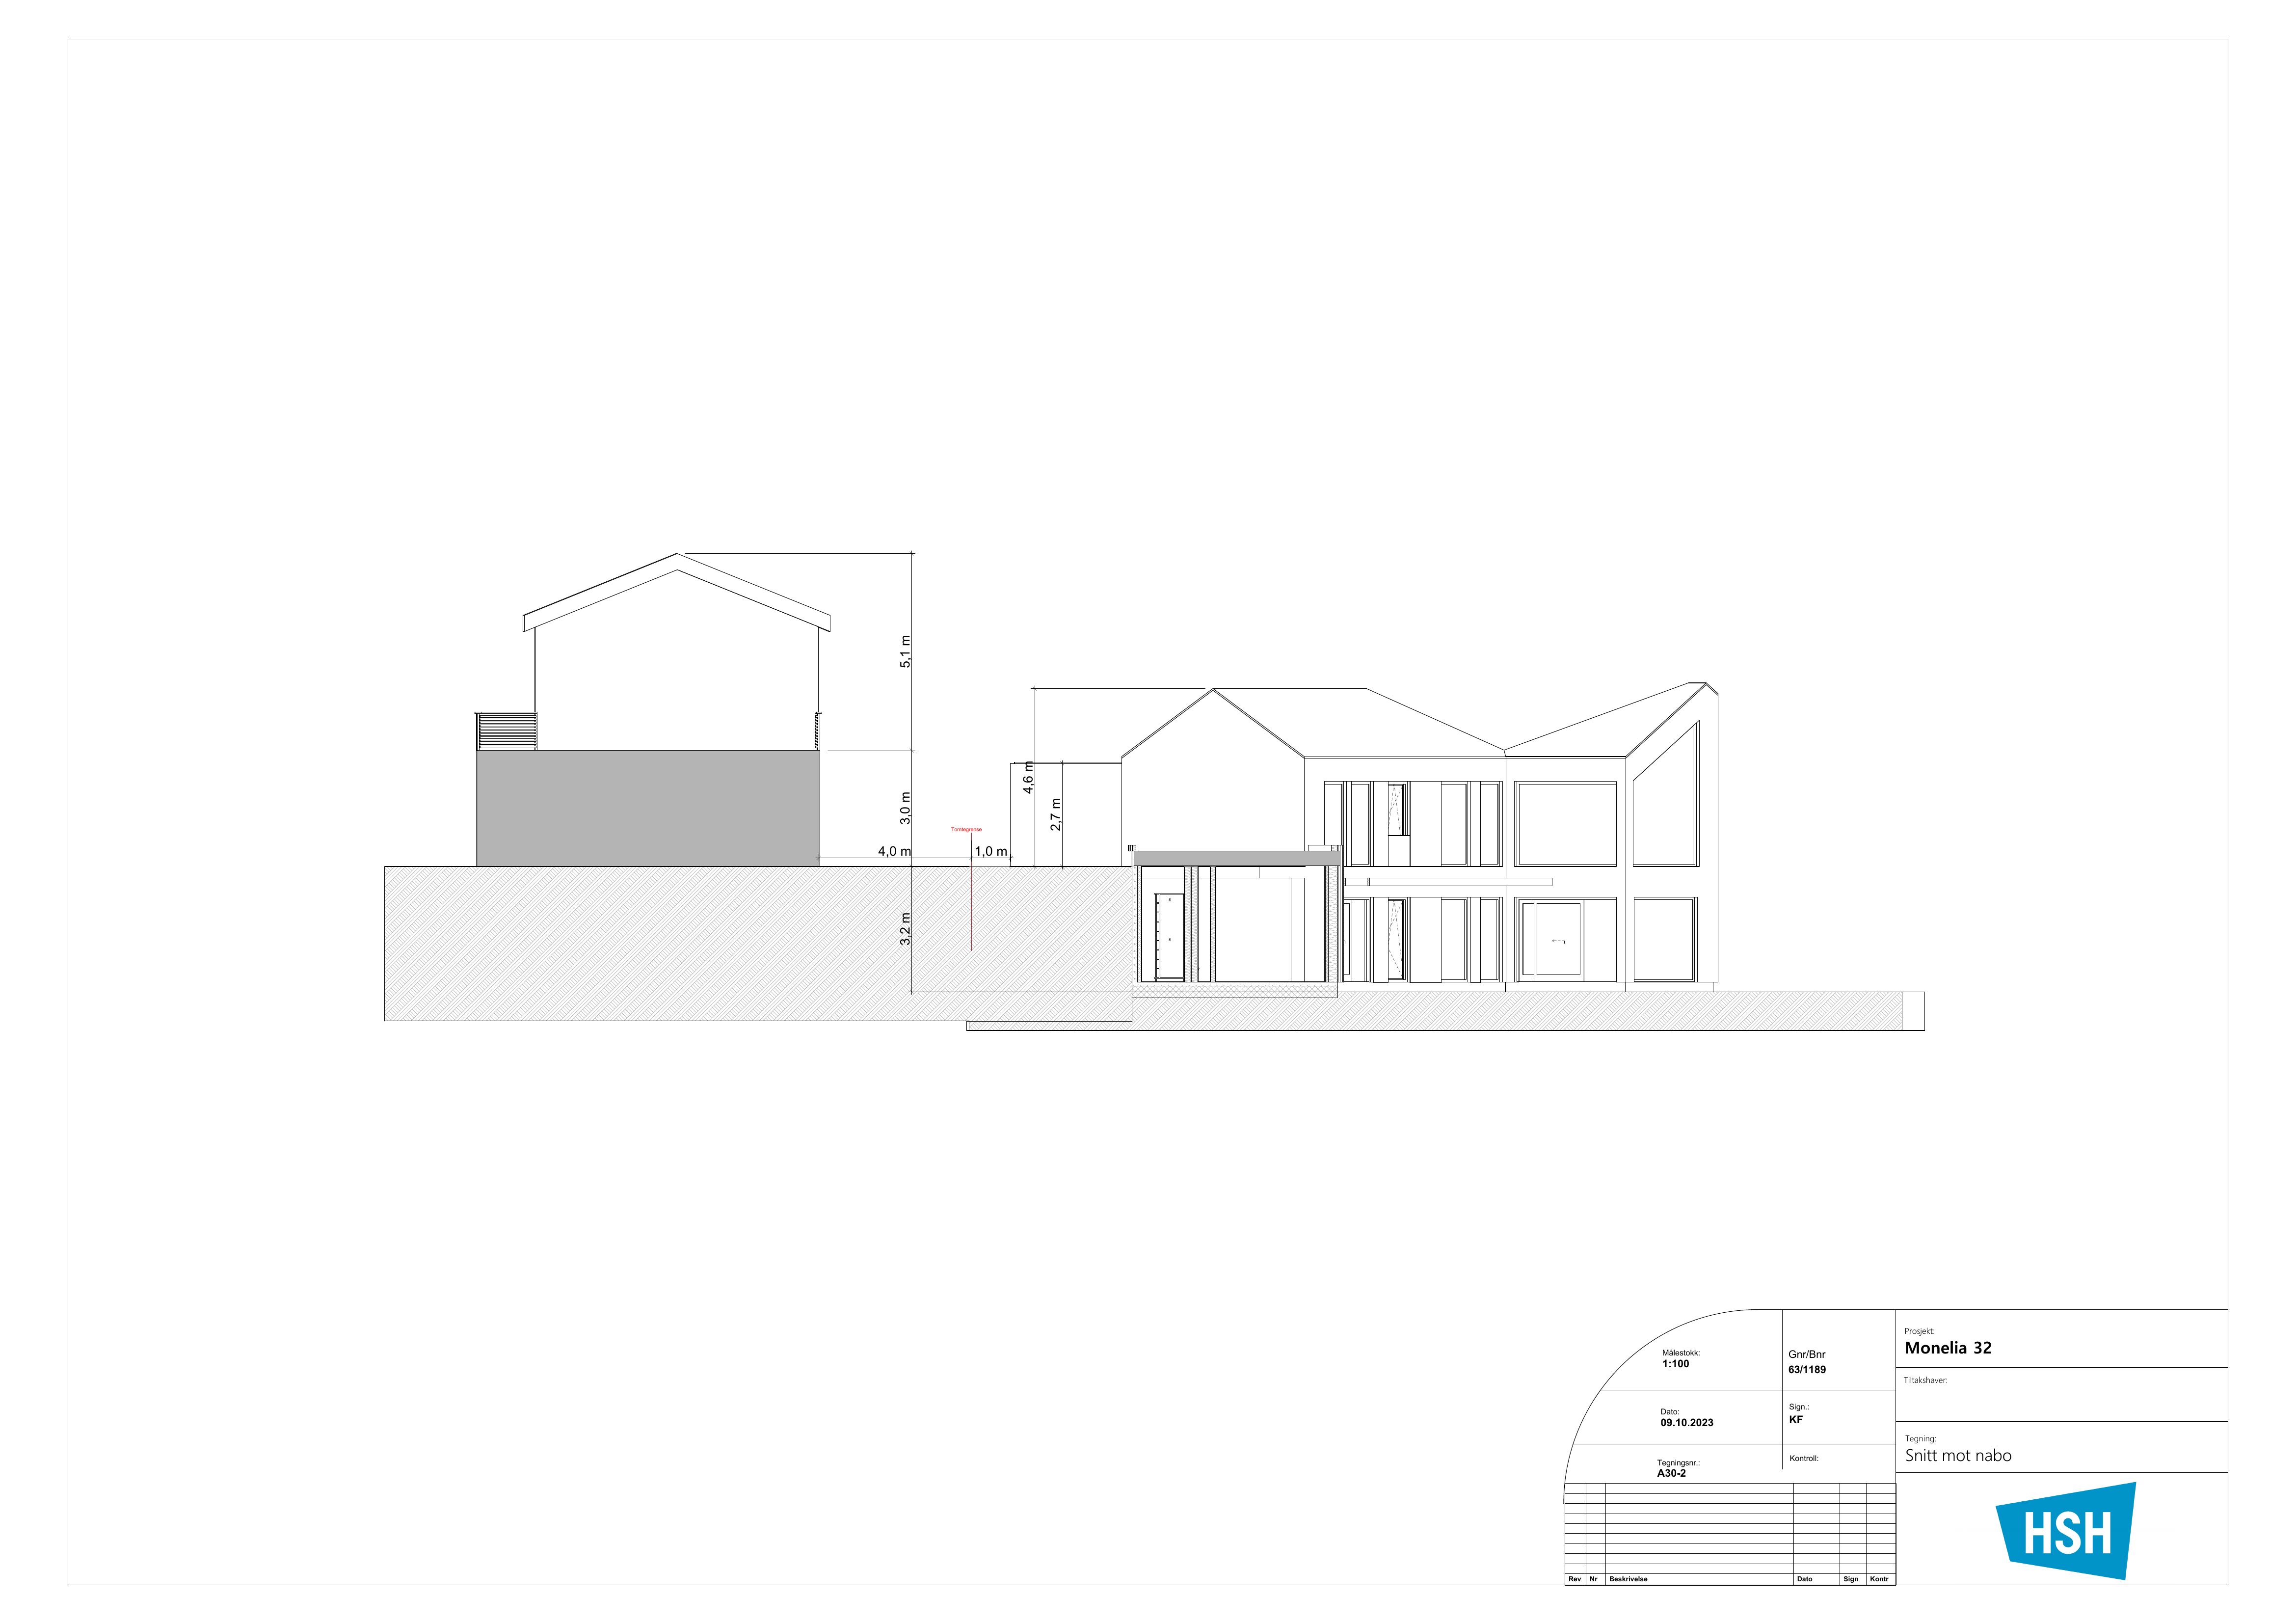 5,1 m
4,6 m
3,0 m
2,7 m
Tomtegrense
4,0 m
1,0 m
3,2 m
Målestokk:
1:100
Gnr/Bnr
63/1189
Prosjekt:
Monelia 32
Tiltakshaver:
Dato:
09.10.2023
Sign.:
KF
Tegning:
Snitt mot nabo
Tegningsnr.:
A30-2
Kontroll:
HSH
Rev Nr Beskrivelse Dato Sign Kontr